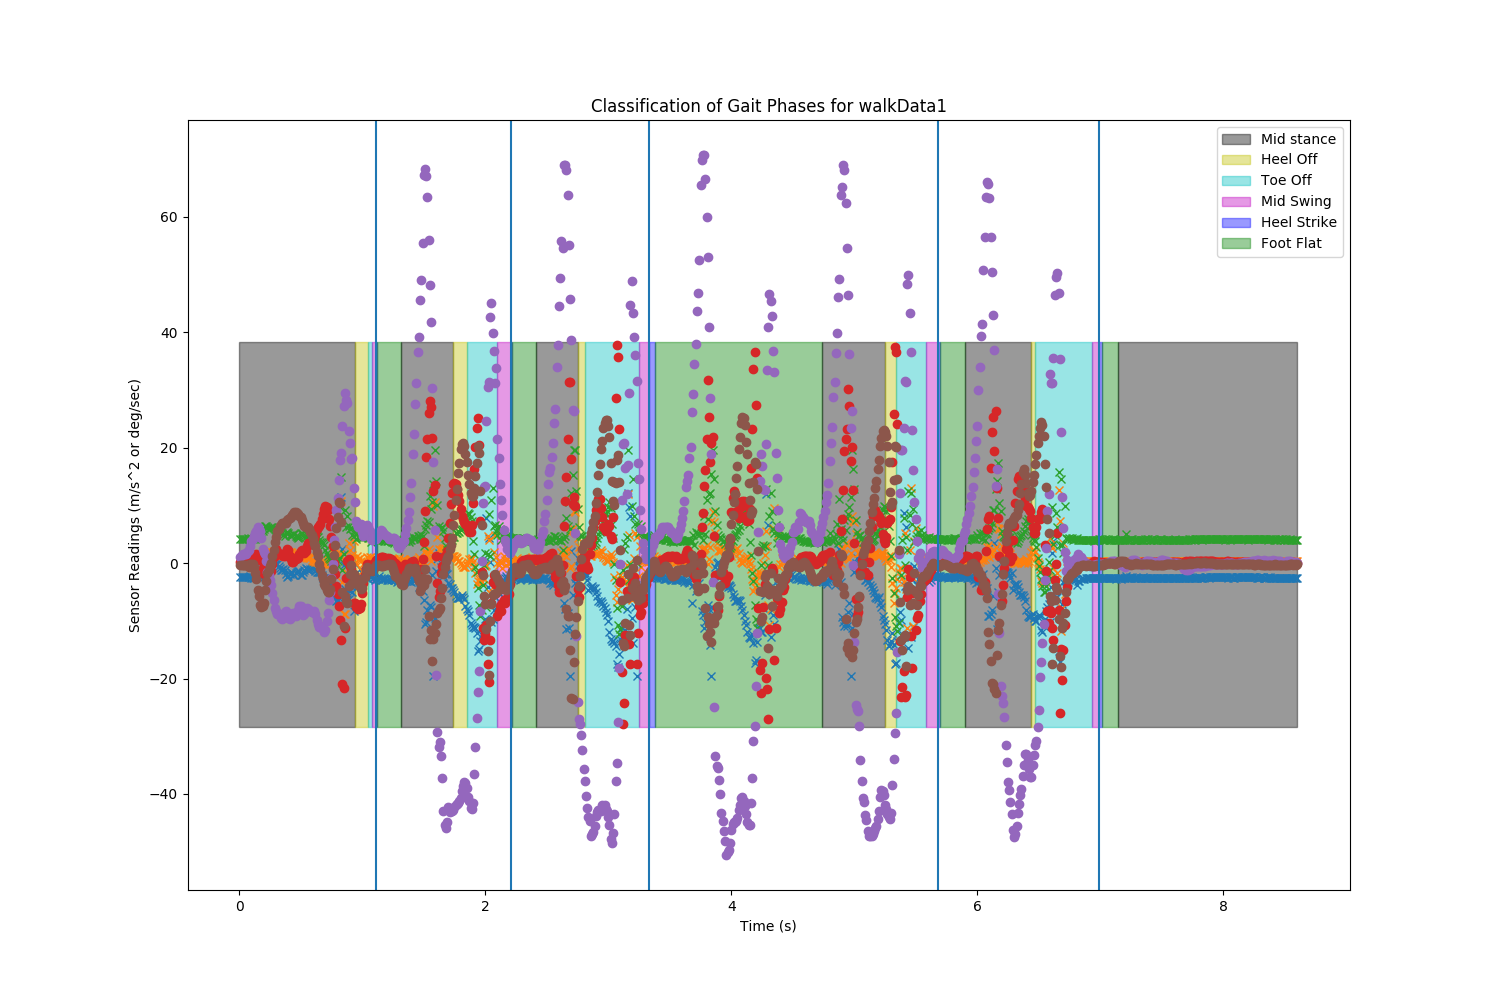 Classification of Gait Phases for walkData1
Mid stance
Heel Off
Toe Off
Mid Swing
Heel Strike
Foot Flat
Sensor Readings (m/s^2 or deg/sec)
60
40
20
0
−20
−40
0 2 4 6 8
Time (s)